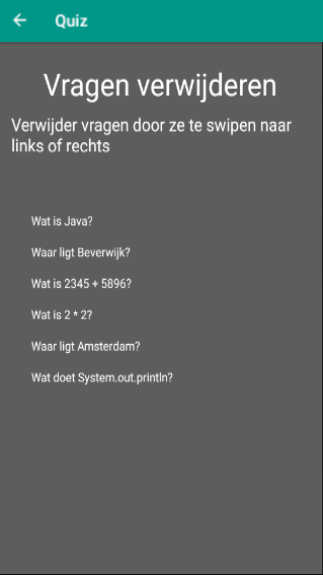 Quiz
Vragen verwijderen
Verwijder vragen door ze te swipen naar
links of rechts
Wat is Java?
Waar ligt Beverwijk?
Wat is 2345 + 5896?
Wat is 2 * 2?
Waar ligt Amsterdam?
Wat doet System.out.println?